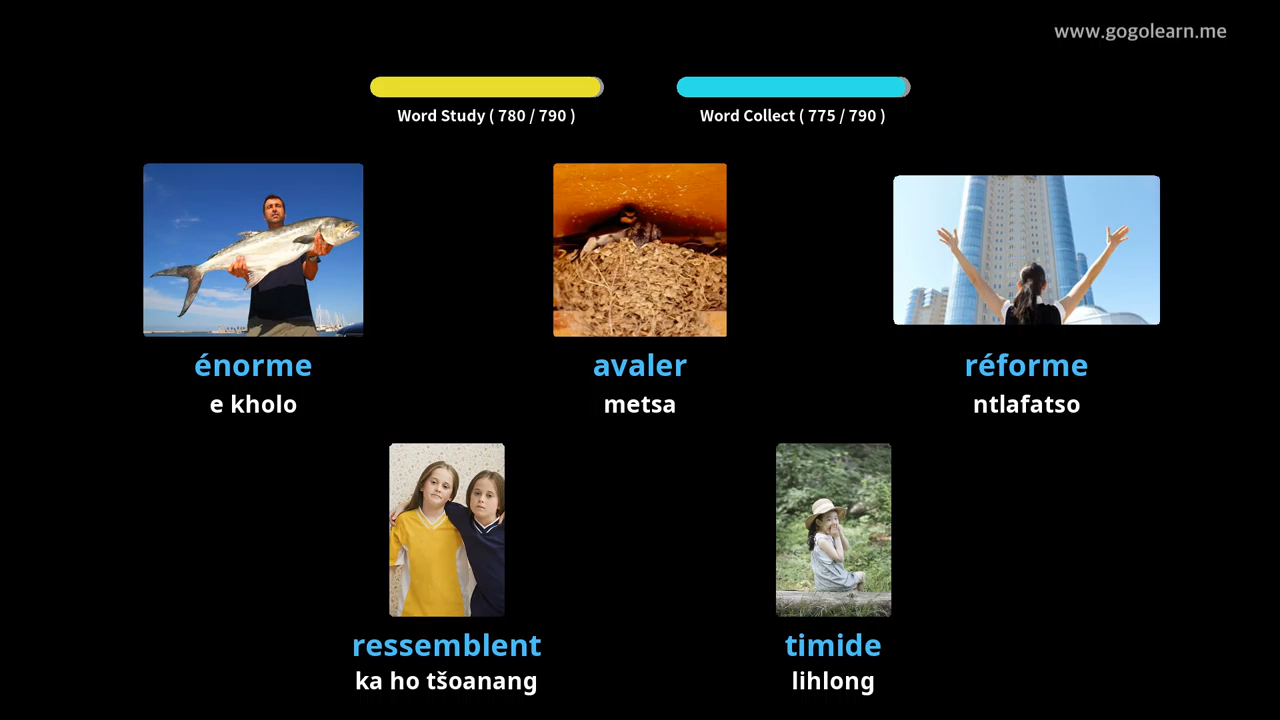 www.gogolearn.me
Word Study ( 780 / 790 )
Word Collect ( 775 / 790 )
énorme
e kholo
avaler
metsa
réforme
ntlafatso
ressemblent
ka ho tšoanang
timide
lihlong